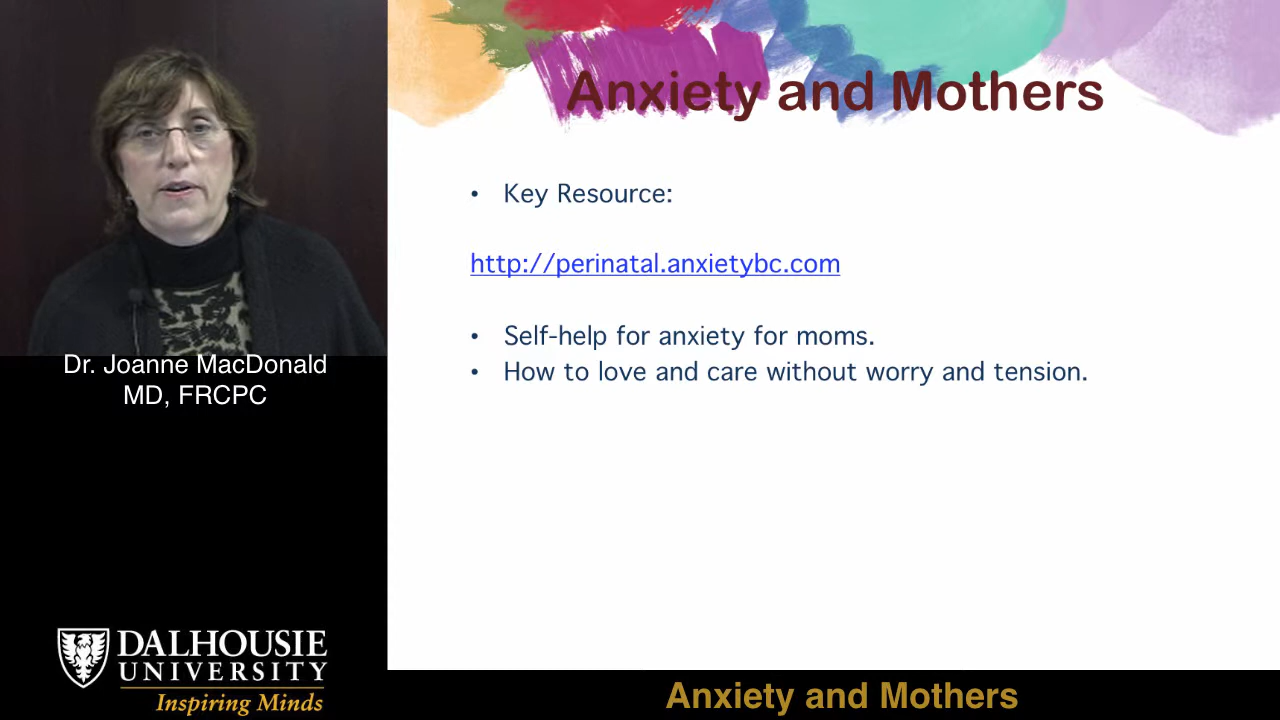 Anxiety and Mothers
• Key Resource:
http://perinatal.anxietybc.com
• Self-help for anxiety for moms.
• How to love and care without worry and tension.
Dr. Joanne MacDonald
MD, FRCPC
DALHOUSIE
UNIVERSITY
Inspiring Minds
Anxiety and Mothers